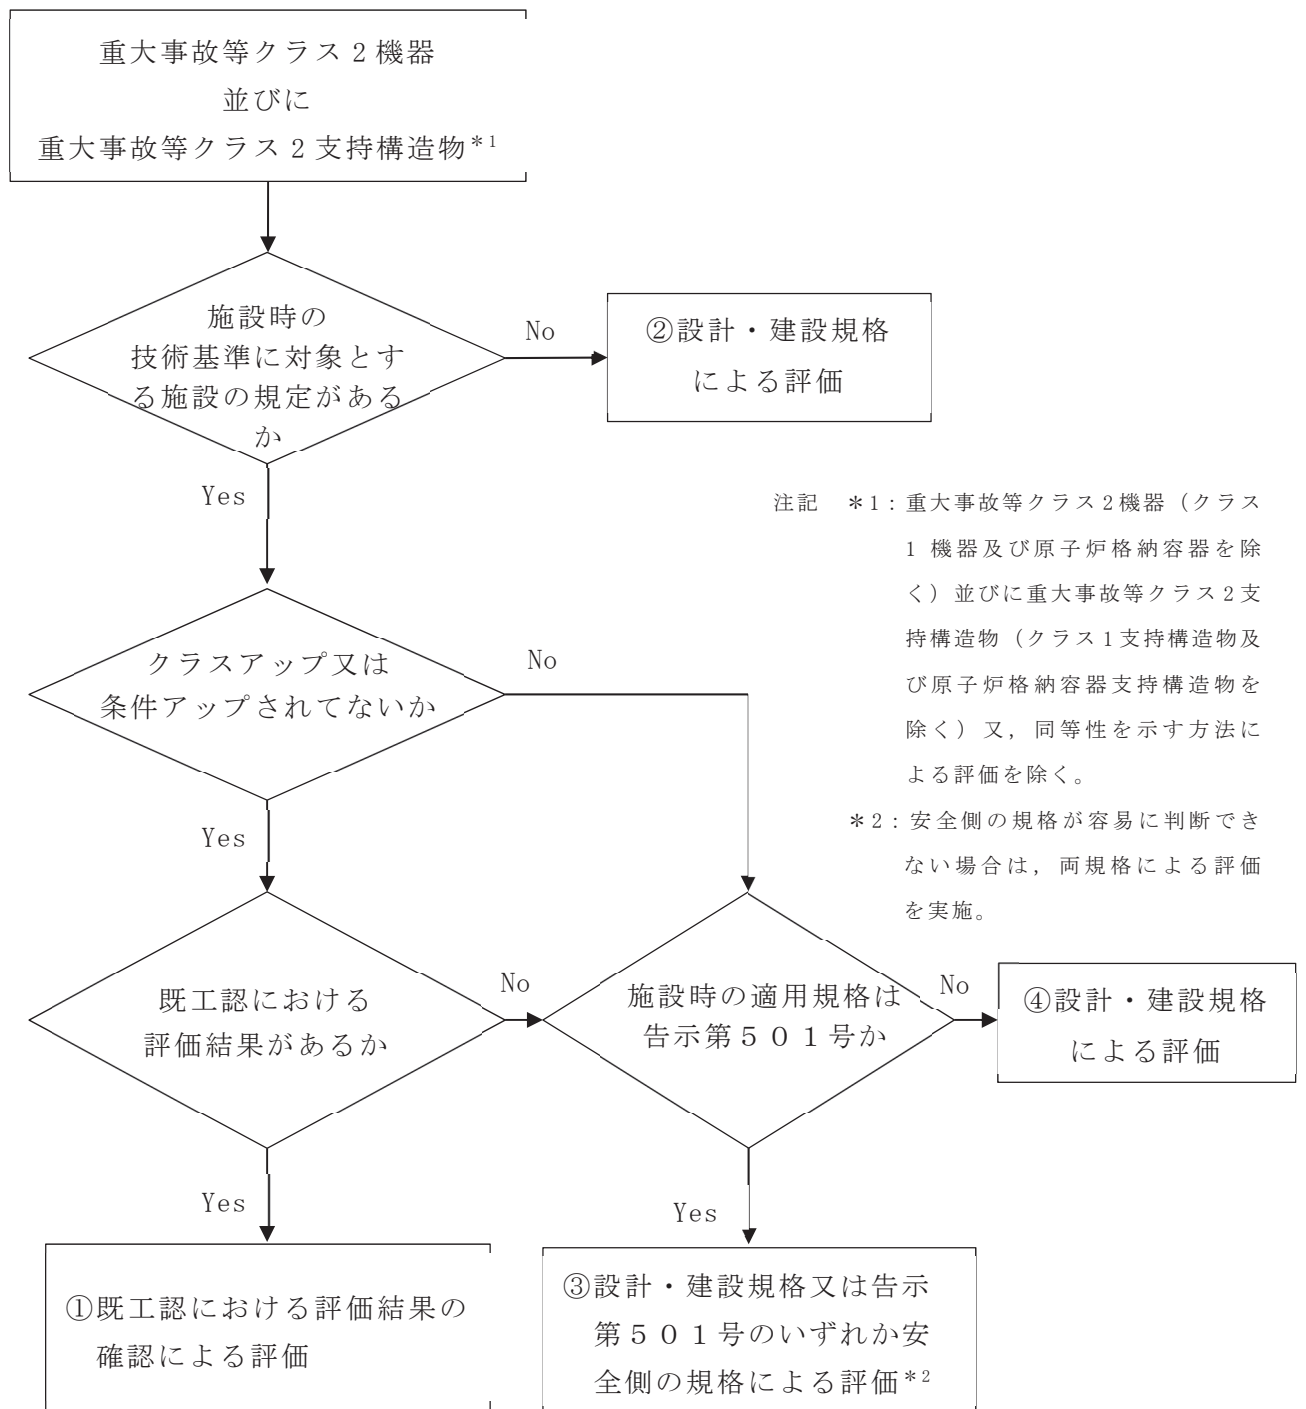 重大事故等クラス２機器
並びに
重大事故等クラス２支持構造物*1
施設時の
技術基準に対象とす
る施設の規定がある
か
No
②設計・建設規格
による評価
Yes
クラスアップ又は
条件アップされてないか
No
Yes
注記　＊1：重大事故等クラス２機器（クラス
1 機器及び原子炉格納容器を除
く）並びに重大事故等クラス２支
持構造物（クラス１支持構造物及
び原子炉格納容器支持構造物を
除く）又，同等性を示す方法に
よる評価を除く。
＊2：安全側の規格が容易に判断でき
ない場合は，両規格による評価
を実施。
既工認における
評価結果があるか
No
施設時の適用規格は
告示第５０１号か
No
④設計・建設規格
による評価
Yes
①既工認における評価結果の
確認による評価
Yes
③設計・建設規格又は告示
第５０１号のいずれか安
全側の規格による評価*2